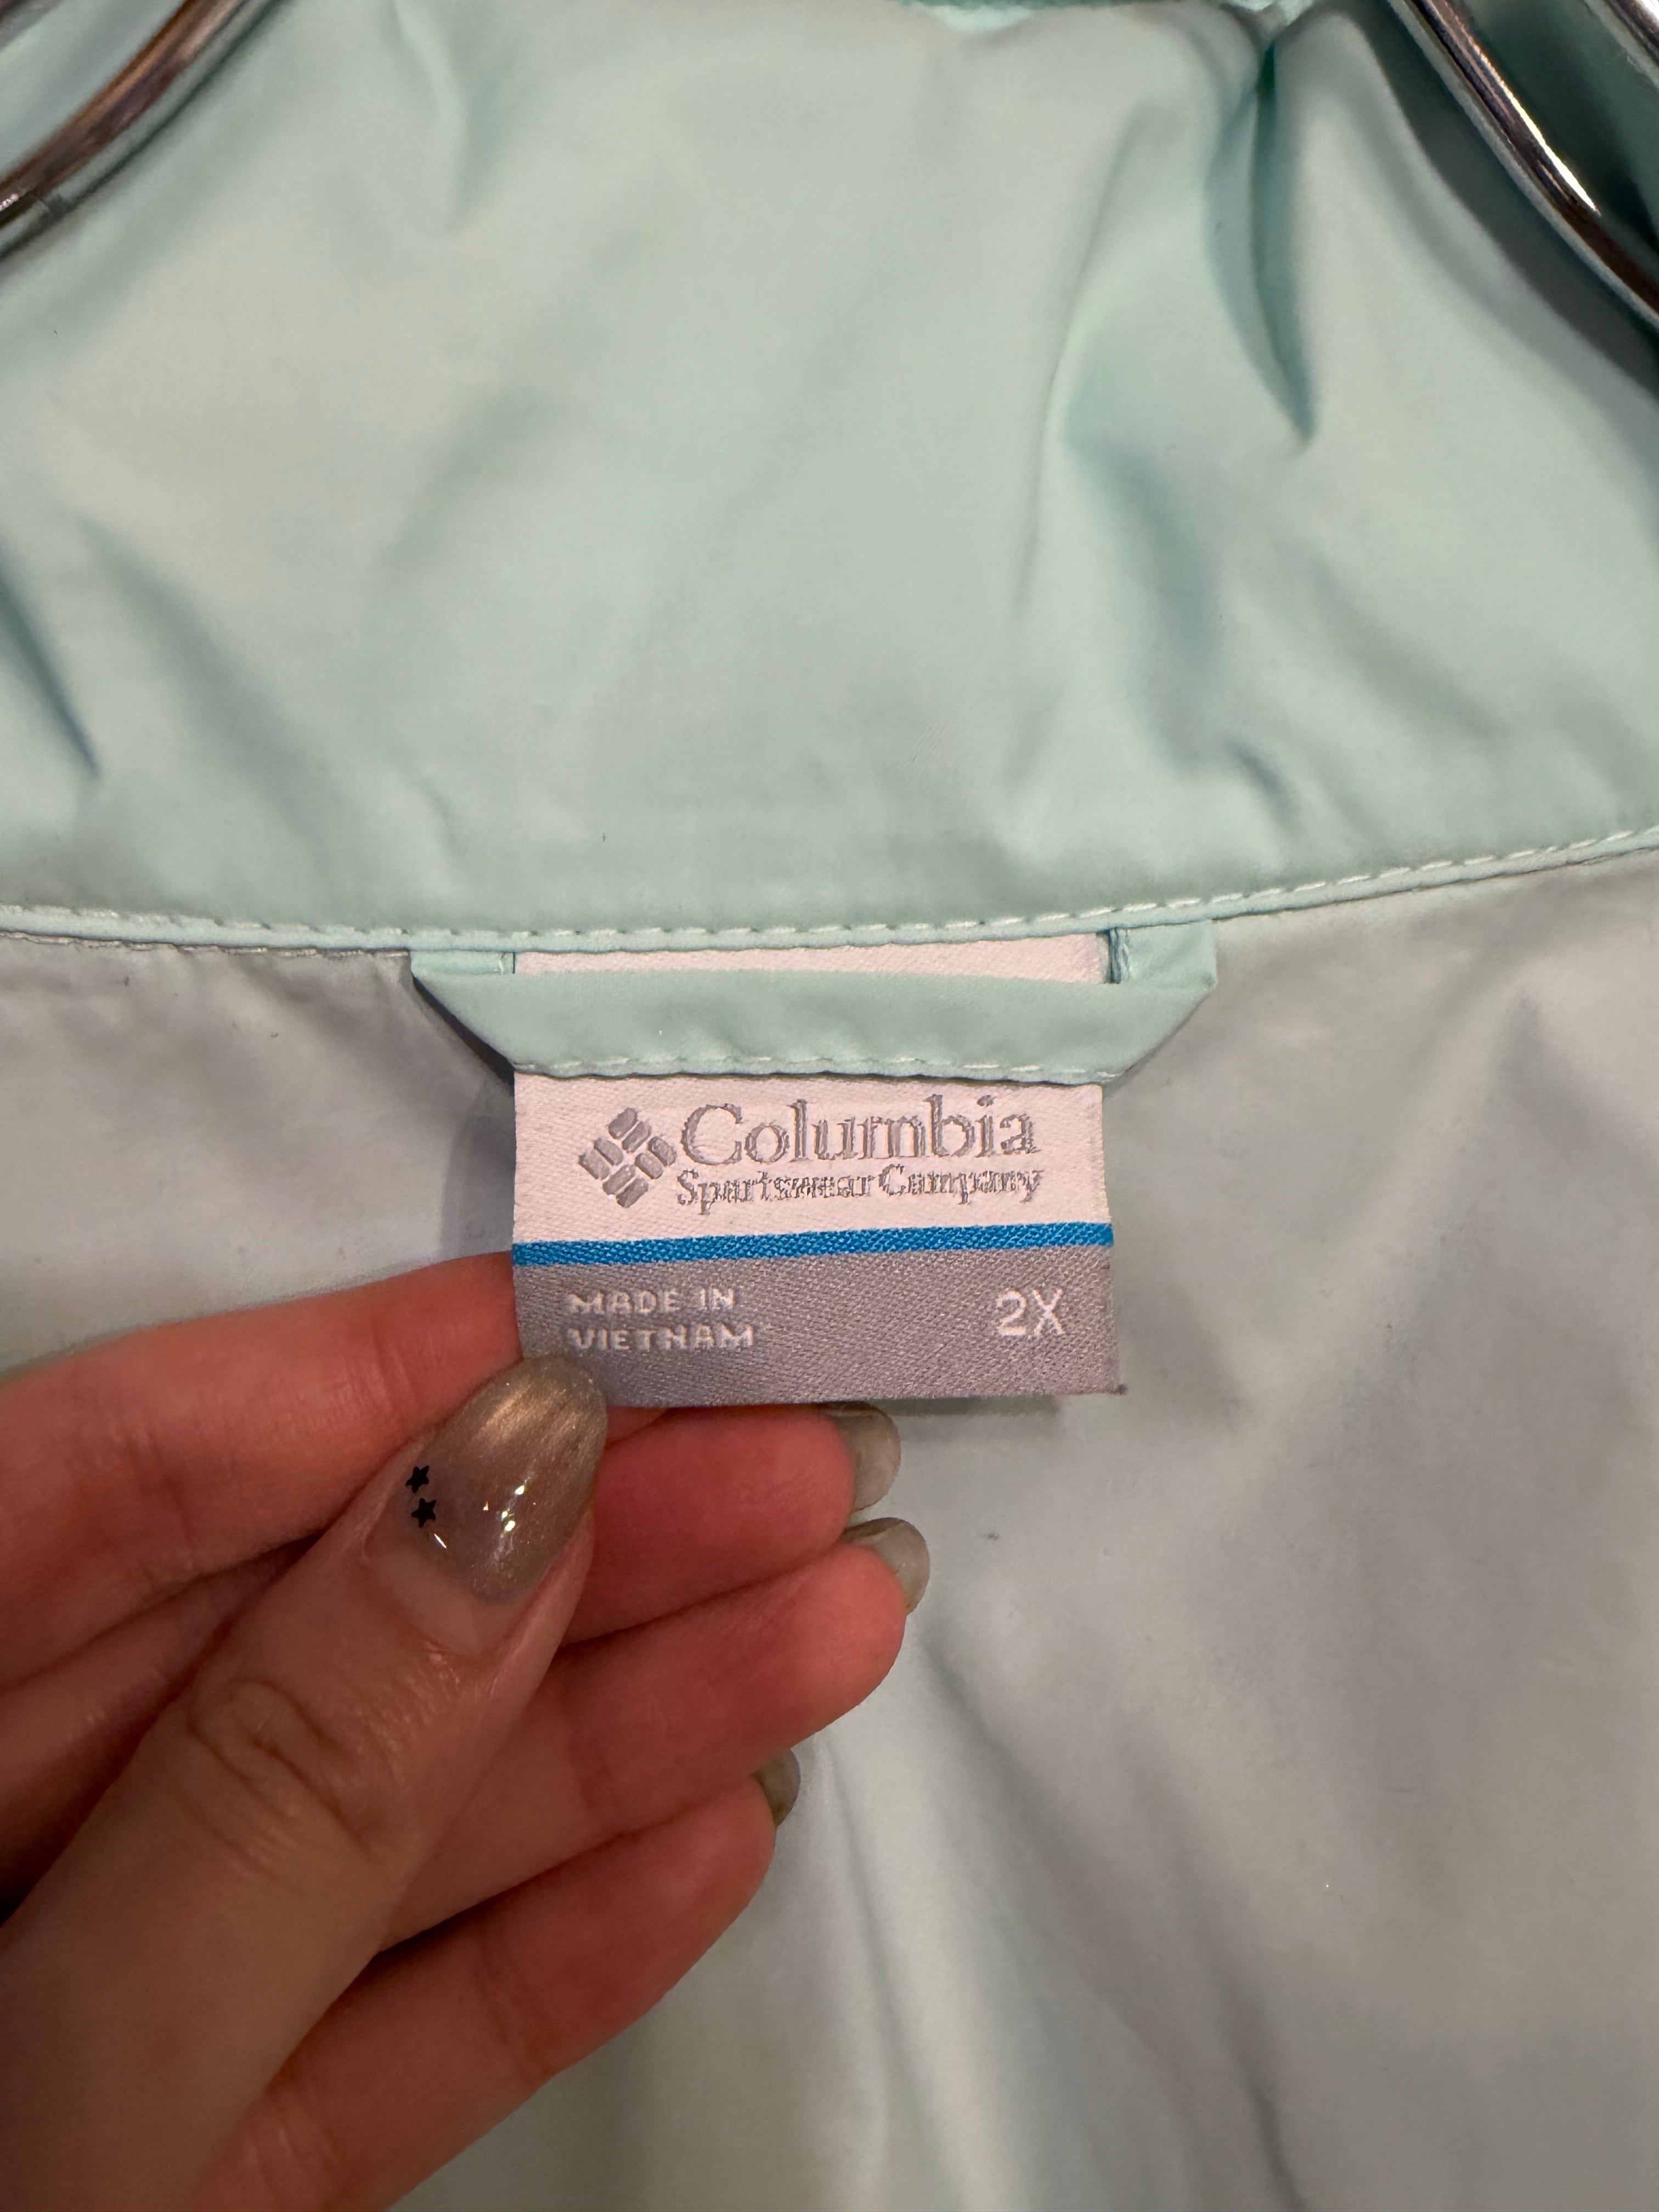 Columbia
Sportswear Company
MADE IN
VIETNAM
2X